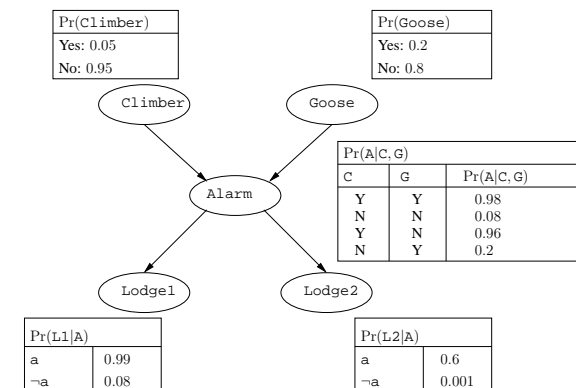 Pr(Climber)
Yes: 0.05
No: 0.95
Pr(Goose)
Yes: 0.2
No: 0.8
Climber
Goose
Pr(A|C, G)
C G Pr(A|C, G)
Y Y 0.98
N N 0.08
Y N 0.96
N Y 0.2
Alarm
Lodge1
Lodge2
Pr(L1|A)
a 0.99
¬a 0.08
Pr(L2|A)
a 0.6
¬a 0.001